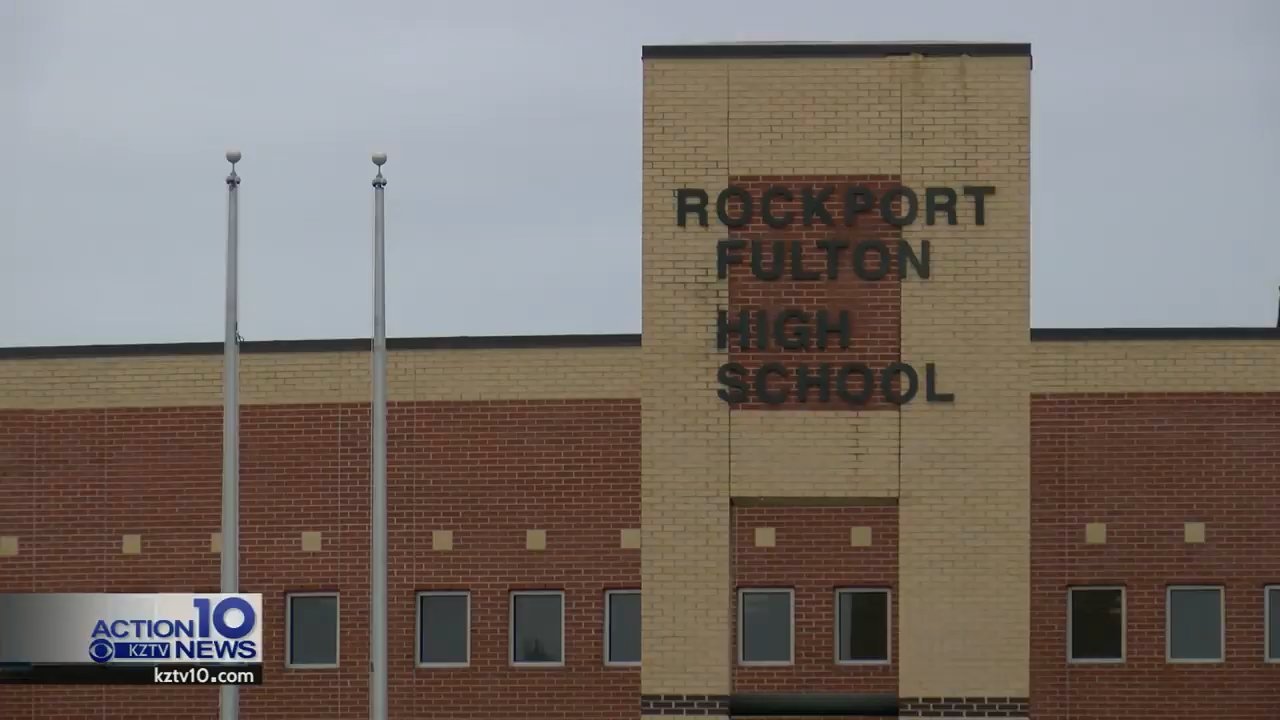 ROCKPORT
FULTON
HIGH
SCHOOL
ACTION 10
KZTV NEWS
kztv10.com